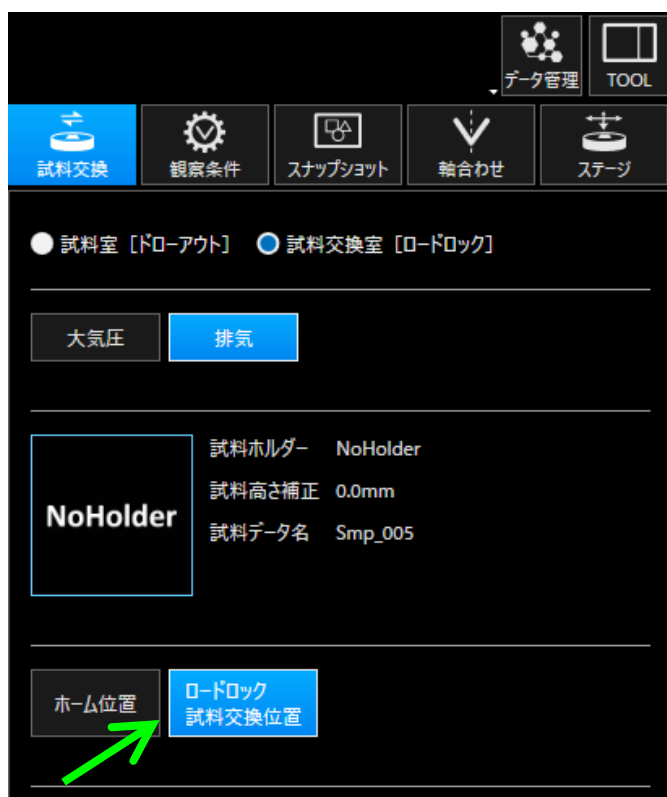 データ管理
TOOL
試料交換
観察条件
スナップショット
軸合わせ
ステージ
試料室［ドローアウト］
試料交換室［ロードロック］
大気圧
排気
NoHolder
試料ホルダー NoHolder
試料高さ補正 0.0mm
試料データ名 Smp_005
ホーム位置
ロードロック
試料交換位置